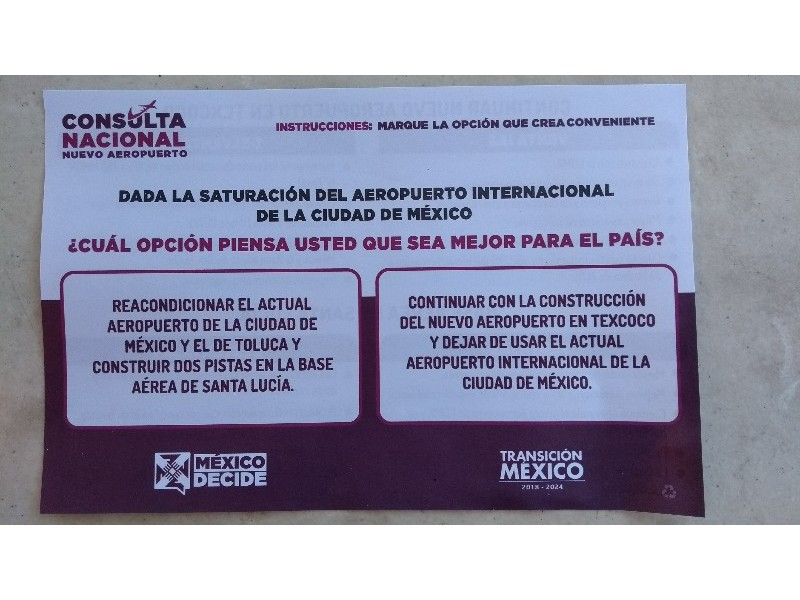 CONSULTA
NACIONAL
NUEVO AEROPUERTO
INSTRUCCIONES: MARQUE LA OPCIÓN QUE CREA CONVENIENTE
DADA LA SATURACIÓN DEL AEROPUERTO INTERNACIONAL
DE LA CIUDAD DE MÉXICO
¿CUÁL OPCIÓN PIENSA USTED QUE SEA MEJOR PARA EL PAÍS?
REACONDICIONAR EL ACTUAL
AEROPUERTO DE LA CIUDAD DE
MÉXICO Y EL DE TOLUCA Y
CONSTRUIR DOS PISTAS EN LA BASE
AÉREA DE SANTA LUCÍA.
CONTINUAR CON LA CONSTRUCCIÓN
DEL NUEVO AEROPUERTO EN TEXCOCO
Y DEJAR DE USAR EL ACTUAL
AEROPUERTO INTERNACIONAL DE LA
CIUDAD DE MÉXICO.
MÉXICO
DECIDE
TRANSICIÓN
MÉXICO
2018 - 2024